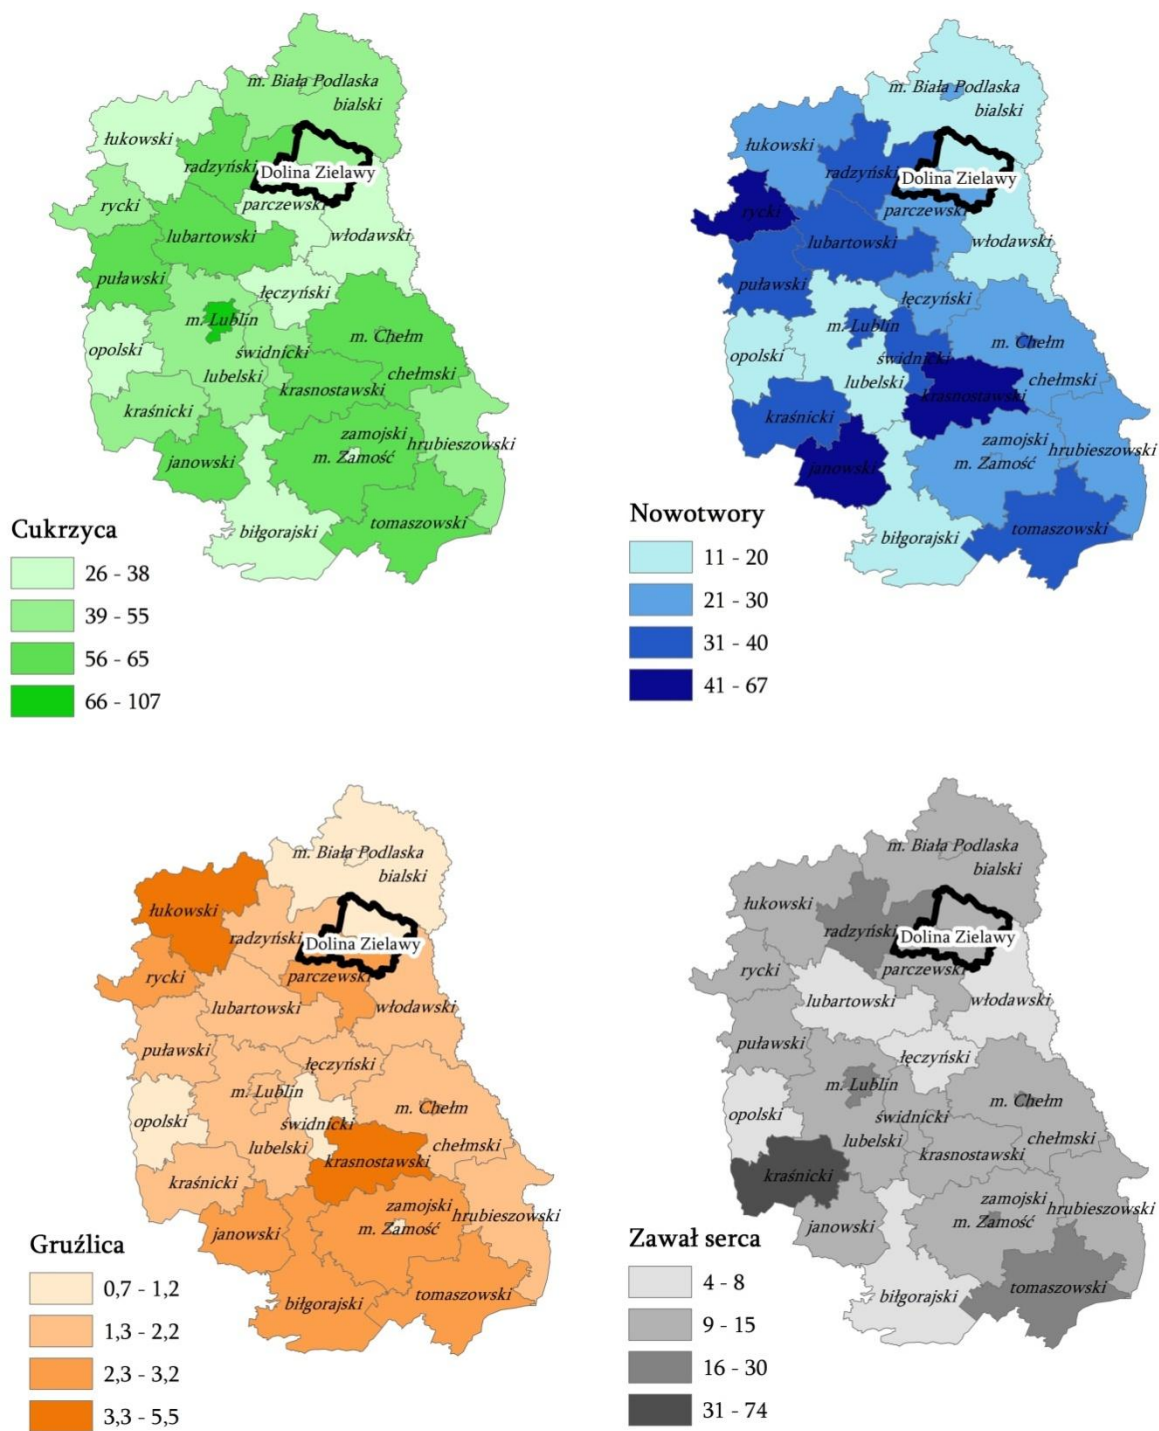 m. Biała Podlaska
bialski
łukowski
radzyński
Dolina Zielawy
rycki
parczewski
lubartowski
włodawski
puławski
łęczyński
m. Lublin
m. Chełm
opolski
świdnicki
lubelski
chełmski
krasnostawski
kraśnicki
zamojski
hrubieszowski
janowski
m. Zamość
tomaszowski
biłgorajski
Cukrzyca
26 - 38
39 - 55
56 - 65
66 - 107
m. Biała Podlaska
bialski
łukowski
radzyński
Dolina Zielawy
rycki
parczewski
lubartowski
włodawski
puławski
łęczyński
m. Lublin
m. Chełm
opolski
świdnicki
lubelski
chełmski
krasnostawski
kraśnicki
zamojski
hrubieszowski
janowski
m. Zamość
tomaszowski
biłgorajski
Nowotwory
11 - 20
21 - 30
31 - 40
41 - 67
m. Biała Podlaska
bialski
łukowski
radzyński
Dolina Zielawy
rycki
parczewski
lubartowski
włodawski
puławski
łęczyński
m. Lublin
m. Chełm
opolski
świdnicki
lubelski
chełmski
krasnostawski
kraśnicki
zamojski
hrubieszowski
janowski
m. Zamość
tomaszowski
biłgorajski
Gruźlica
0,7 - 1,2
1,3 - 2,2
2,3 - 3,2
3,3 - 5,5
m. Biała Podlaska
bialski
łukowski
radzyński
Dolina Zielawy
rycki
parczewski
lubartowski
włodawski
puławski
łęczyński
m. Lublin
m. Chełm
opolski
świdnicki
lubelski
chełmski
krasnostawski
kraśnicki
zamojski
hrubieszowski
janowski
m. Zamość
tomaszowski
biłgorajski
Zawał serca
4 - 8
9 - 15
16 - 30
31 - 74